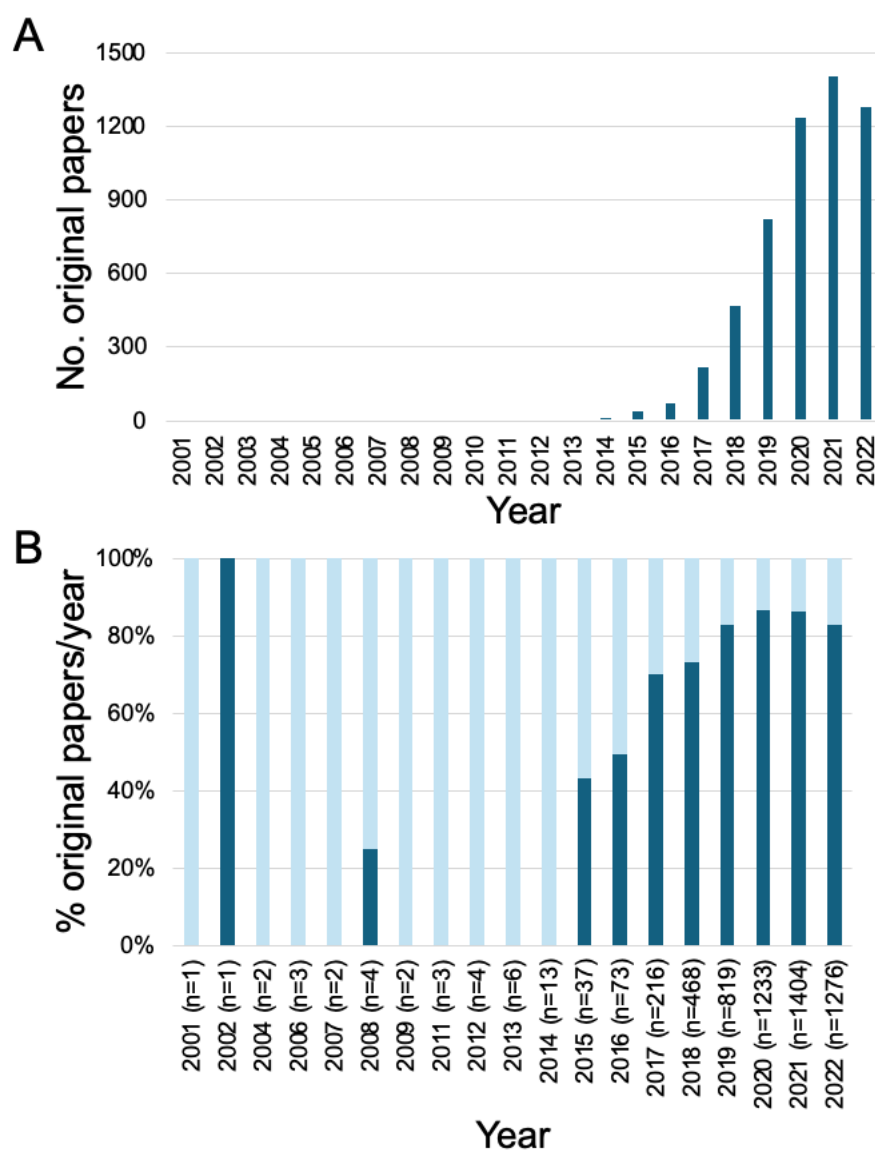 A
No. original papers
1500
1200
900
600
300
0
2001
2002
2003
2004
2005
2006
2007
2008
2009
2010
2011
2012
2013
2014
2015
2016
2017
2018
2019
2020
2021
2022
Year
B
% original papers/year
100%
80%
60%
40%
20%
0%
2001 (n=1)
2002 (n=1)
2004 (n=2)
2006 (n=3)
2007 (n=2)
2008 (n=4)
2009 (n=2)
2011 (n=3)
2012 (n=4)
2013 (n=6)
2014 (n=13)
2015 (n=37)
2016 (n=73)
2017 (n=216)
2018 (n=468)
2019 (n=819)
2020 (n=1233)
2021 (n=1404)
2022 (n=1276)
Year